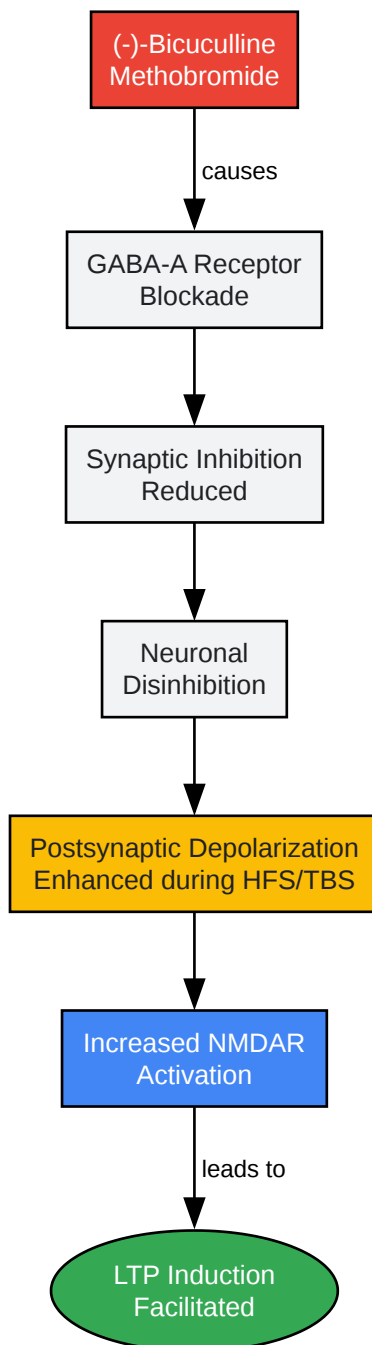 (-)-Bicuculline
Methobromide
causes
GABA-A Receptor
Blockade
Synaptic Inhibition
Reduced
Neuronal
Disinhibition
Postsynaptic Depolarization
Enhanced during HFS/TBS
Increased NMDAR
Activation
leads to
LTP Induction
Facilitated